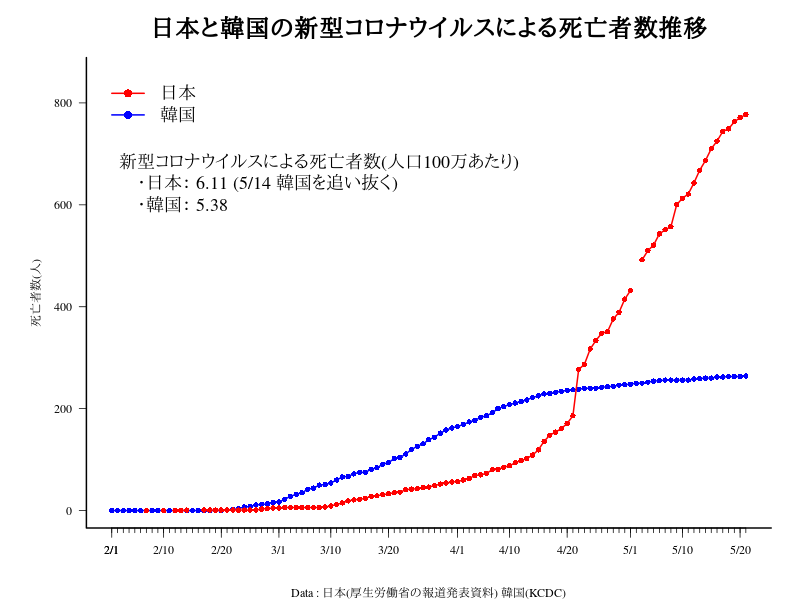 日本と韓国の新型コロナウイルスによる死亡者数推移
日本
韓国
新型コロナウイルスによる死亡者数(人口100万あたり)
・日本： 6.11 (5/14 韓国を追い抜く)
・韓国： 5.38
死亡者数(人)
800
600
400
200
0
2/1 2/10 2/20 3/1 3/10 3/20 4/1 4/10 4/20 5/1 5/10 5/20
Data : 日本(厚生労働省の報道発表資料) 韓国(KCDC)